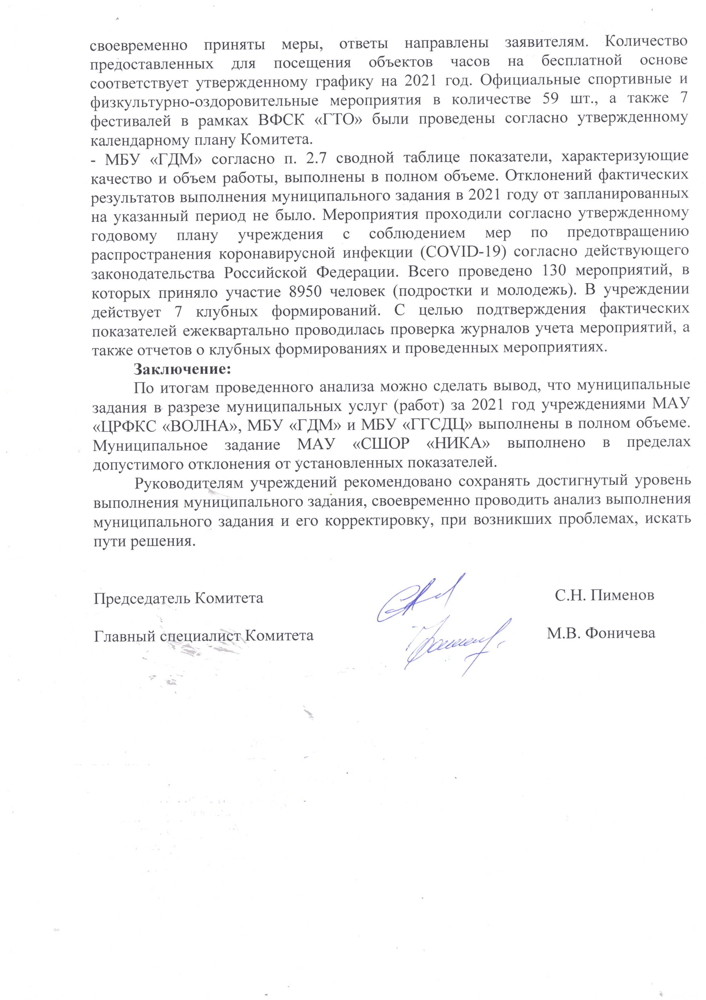 своевременно приняты меры, ответы направлены заявителям. Количество
предоставленных для посещения объектов часов на бесплатной основе
соответствует утвержденному графику на 2021 год. Официальные спортивные и
физкультурно-оздоровительные мероприятия в количестве 59 шт., а также 7
фестивалей в рамках ВФСК «ГТО» были проведены согласно утвержденному
календарному плану Комитета.
- МБУ «ГДМ» согласно п. 2.7 сводной таблице показатели, характеризующие
качество и объем работы, выполнены в полном объеме. Отклонений фактических
результатов выполнения муниципального задания в 2021 году от запланированных
на указанный период не было. Мероприятия проходили согласно утвержденному
годовому плану учреждения с соблюдением мер по предотвращению
распространения коронавирусной инфекции (COVID-19) согласно действующего
законодательства Российской Федерации. Всего проведено 130 мероприятий, в
которых приняло участие 8950 человек (подростки и молодежь). В учреждении
действует 7 клубных формирований. С целью подтверждения фактических
показателей ежеквартально проводилась проверка журналов учета мероприятий, а
также отчетов о клубных формированиях и проведенных мероприятиях.
Заключение:
По итогам проведенного анализа можно сделать вывод, что муниципальные
задания в разрезе муниципальных услуг (работ) за 2021 год учреждениями МАУ
«ЦРФКС «ВОЛНА», МБУ «ГДМ» и МБУ «ГГСДЦ» выполнены в полном объеме.
Муниципальное задание МАУ «СШОР «НИКА» выполнено в пределах
допустимого отклонения от установленных показателей.
Руководителям учреждений рекомендовано сохранять достигнутый уровень
выполнения муниципального задания, своевременно проводить анализ выполнения
муниципального задания и его корректировку, при возникших проблемах, искать
пути решения.
Председатель Комитета С.Н. Пименов
Главный специалист Комитета М.В. Фоничева